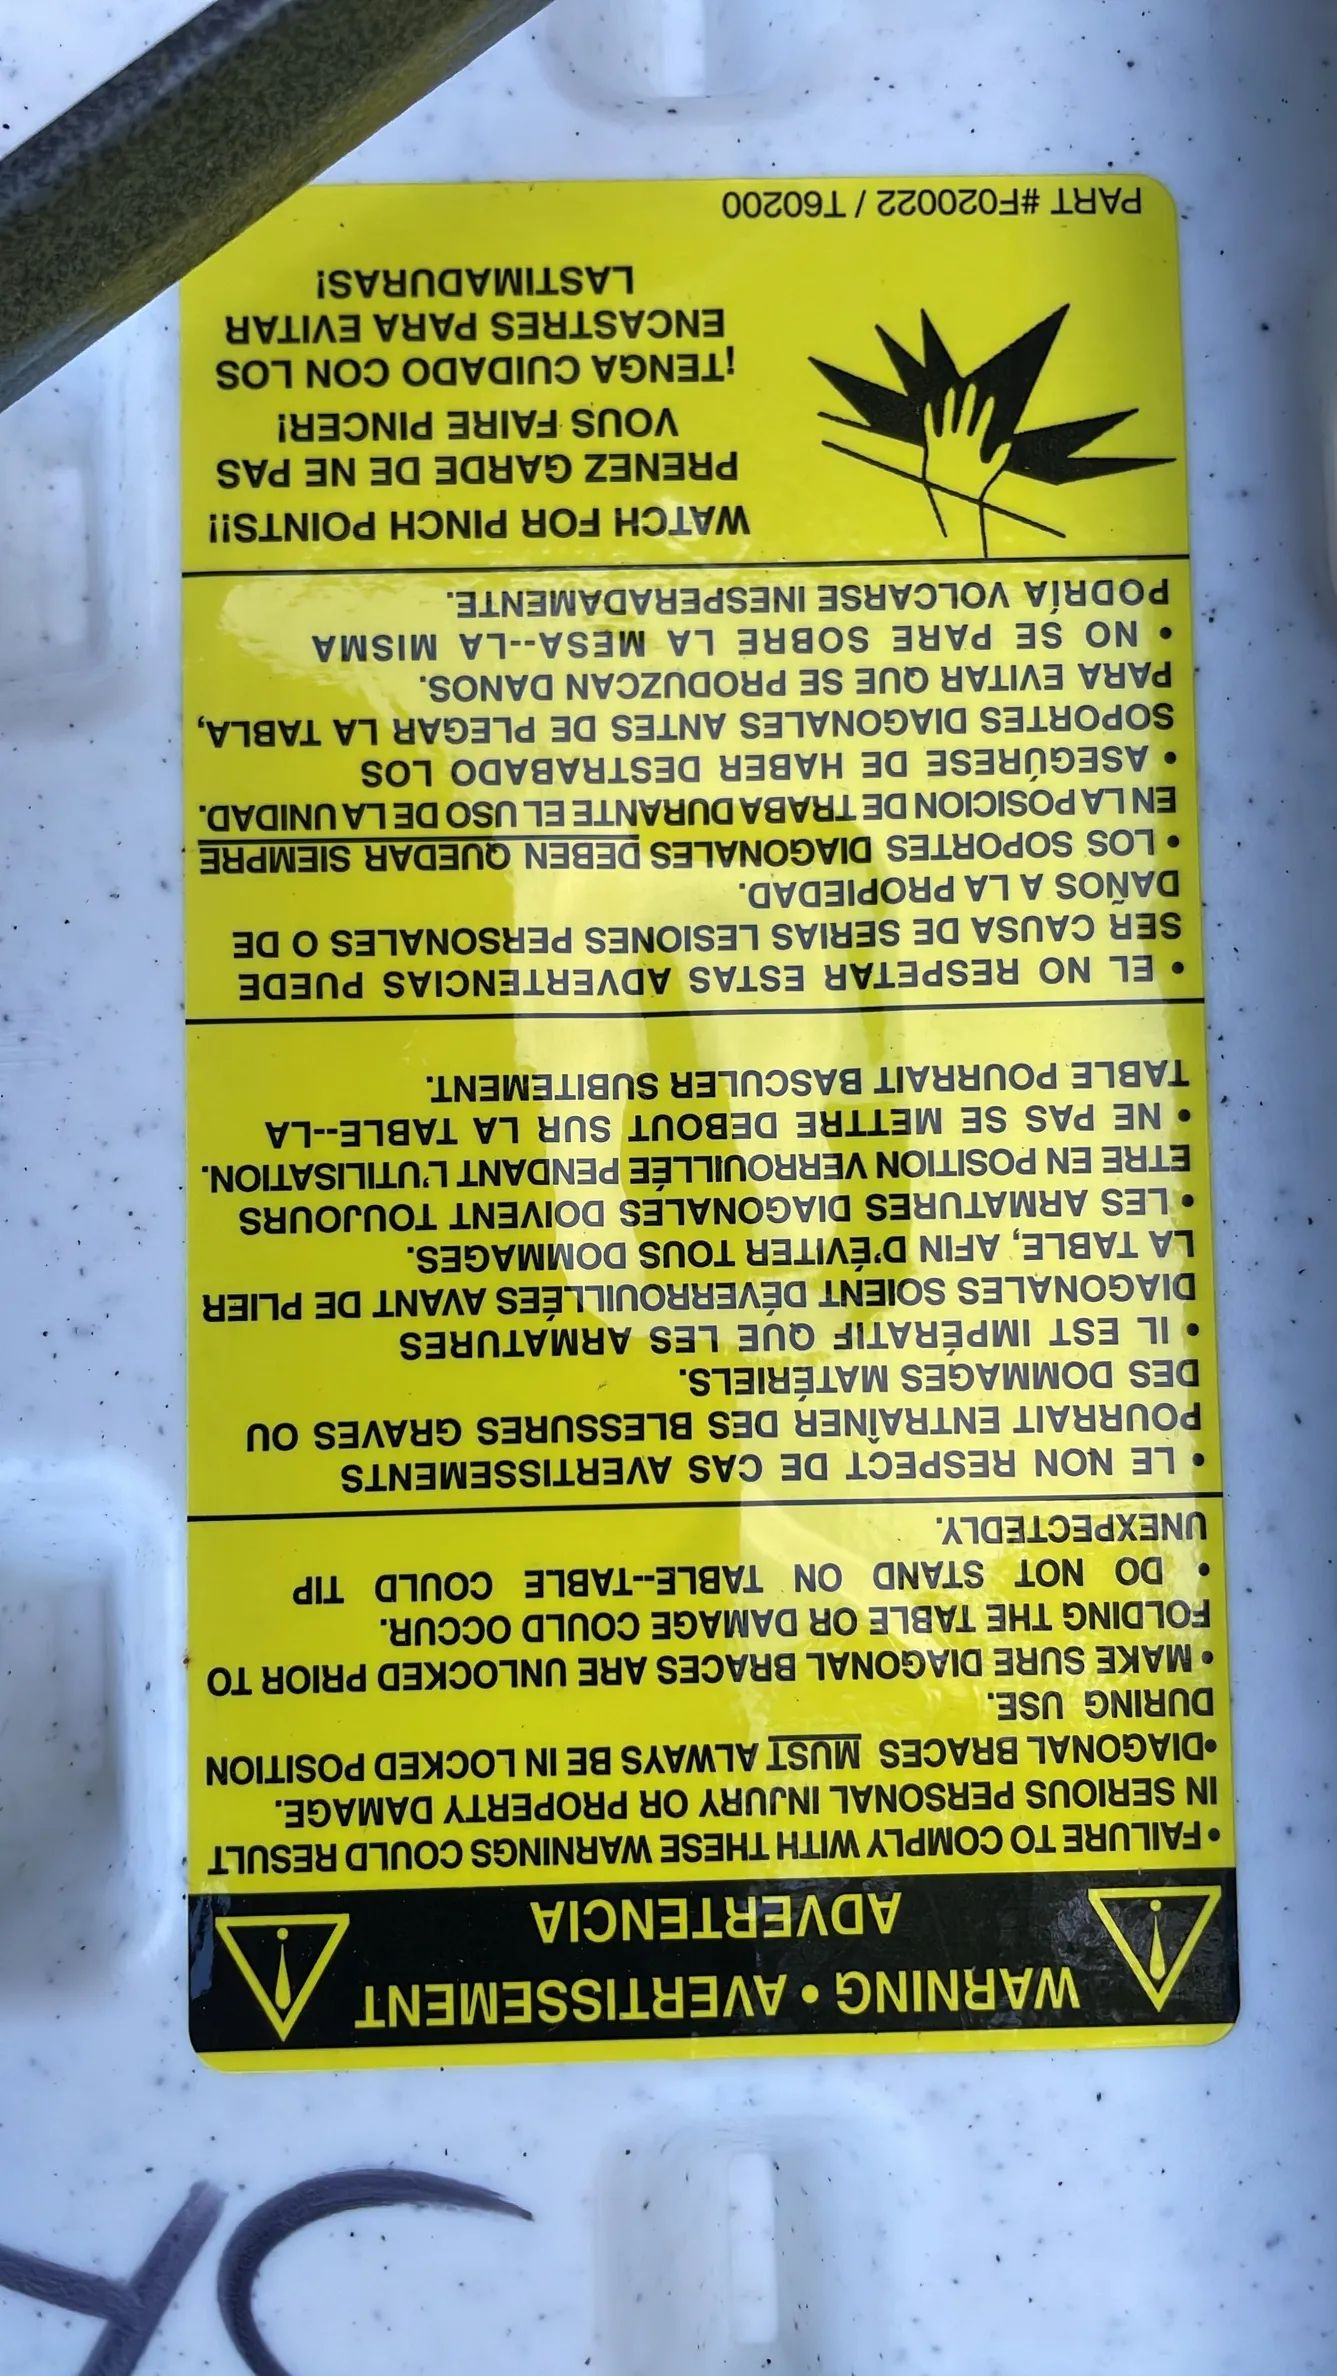 WARNING • AVERTISSEMENT
ADVERTENCIA
• FAILURE TO COMPLY WITH THESE WARNINGS COULD RESULT
IN SERIOUS PERSONAL INJURY OR PROPERTY DAMAGE.
•DIAGONAL BRACES MUST ALWAYS BE IN LOCKED POSITION
DURING USE.
• MAKE SURE DIAGONAL BRACES ARE UNLOCKED PRIOR TO
FOLDING THE TABLE OR DAMAGE COULD OCCUR.
• DO NOT STAND ON TABLE--TABLE COULD TIP
UNEXPECTEDLY.
• LE NON RESPECT DE CAS AVERTISSEMENTS
POURRAIT ENTRAÎNER DES BLESSURES GRAVES OU
DES DOMMAGES MATÉRIELS.
• IL EST IMPÉRATIF QUE LES ARMATURES
DIAGONALES SOIENT DÉVERROUILLÉES AVANT DE PLIER
LA TABLE, AFIN D'ÉVITER TOUS DOMMAGES.
• LES ARMATURES DIAGONALES DOIVENT TOUJOURS
ETRE EN POSITION VERROUILLÉE PENDANT L'UTILISATION.
• NE PAS SE METTRE DEBOUT SUR LA TABLE--LA
TABLE POURRAIT BASCULER SUBITEMENT.
• EL NO RESPETAR ESTAS ADVERTENCIAS PUEDE
SER CAUSA DE SERIAS LESIONES PERSONALES O DE
DAÑOS A LA PROPIEDAD.
• LOS SOPORTES DIAGONALES DEBEN QUEDAR SIEMPRE
EN LA POSICION DE TRABA DURANTE EL USO DE LA UNIDAD.
• ASEGÚRESE DE HABER DESTRABADO LOS
SOPORTES DIAGONALES ANTES DE PLEGAR LA TABLA,
PARA EVITAR QUE SE PRODUZCAN DANOS.
• NO SE PARE SOBRE LA MESA--LA MISMA
PODRÍA VOLCARSE INESPERADAMENTE.
WATCH FOR PINCH POINTS!!
PRENEZ GARDE DE NE PAS
VOUS FAIRE PINCER!
¡TENGA CUIDADO CON LOS
ENCASTRES PARA EVITAR
LASTIMADURAS!
PART #F020022 / T60200